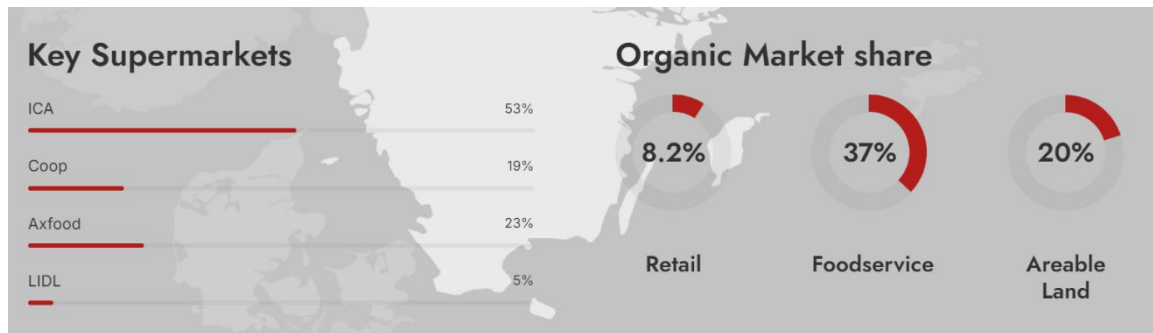 Key Supermarkets
ICA 53%
Coop 19%
Axfood 23%
LIDL 5%
Organic Market share
8.2% 37% 20%
Retail Foodservice Areable
Land